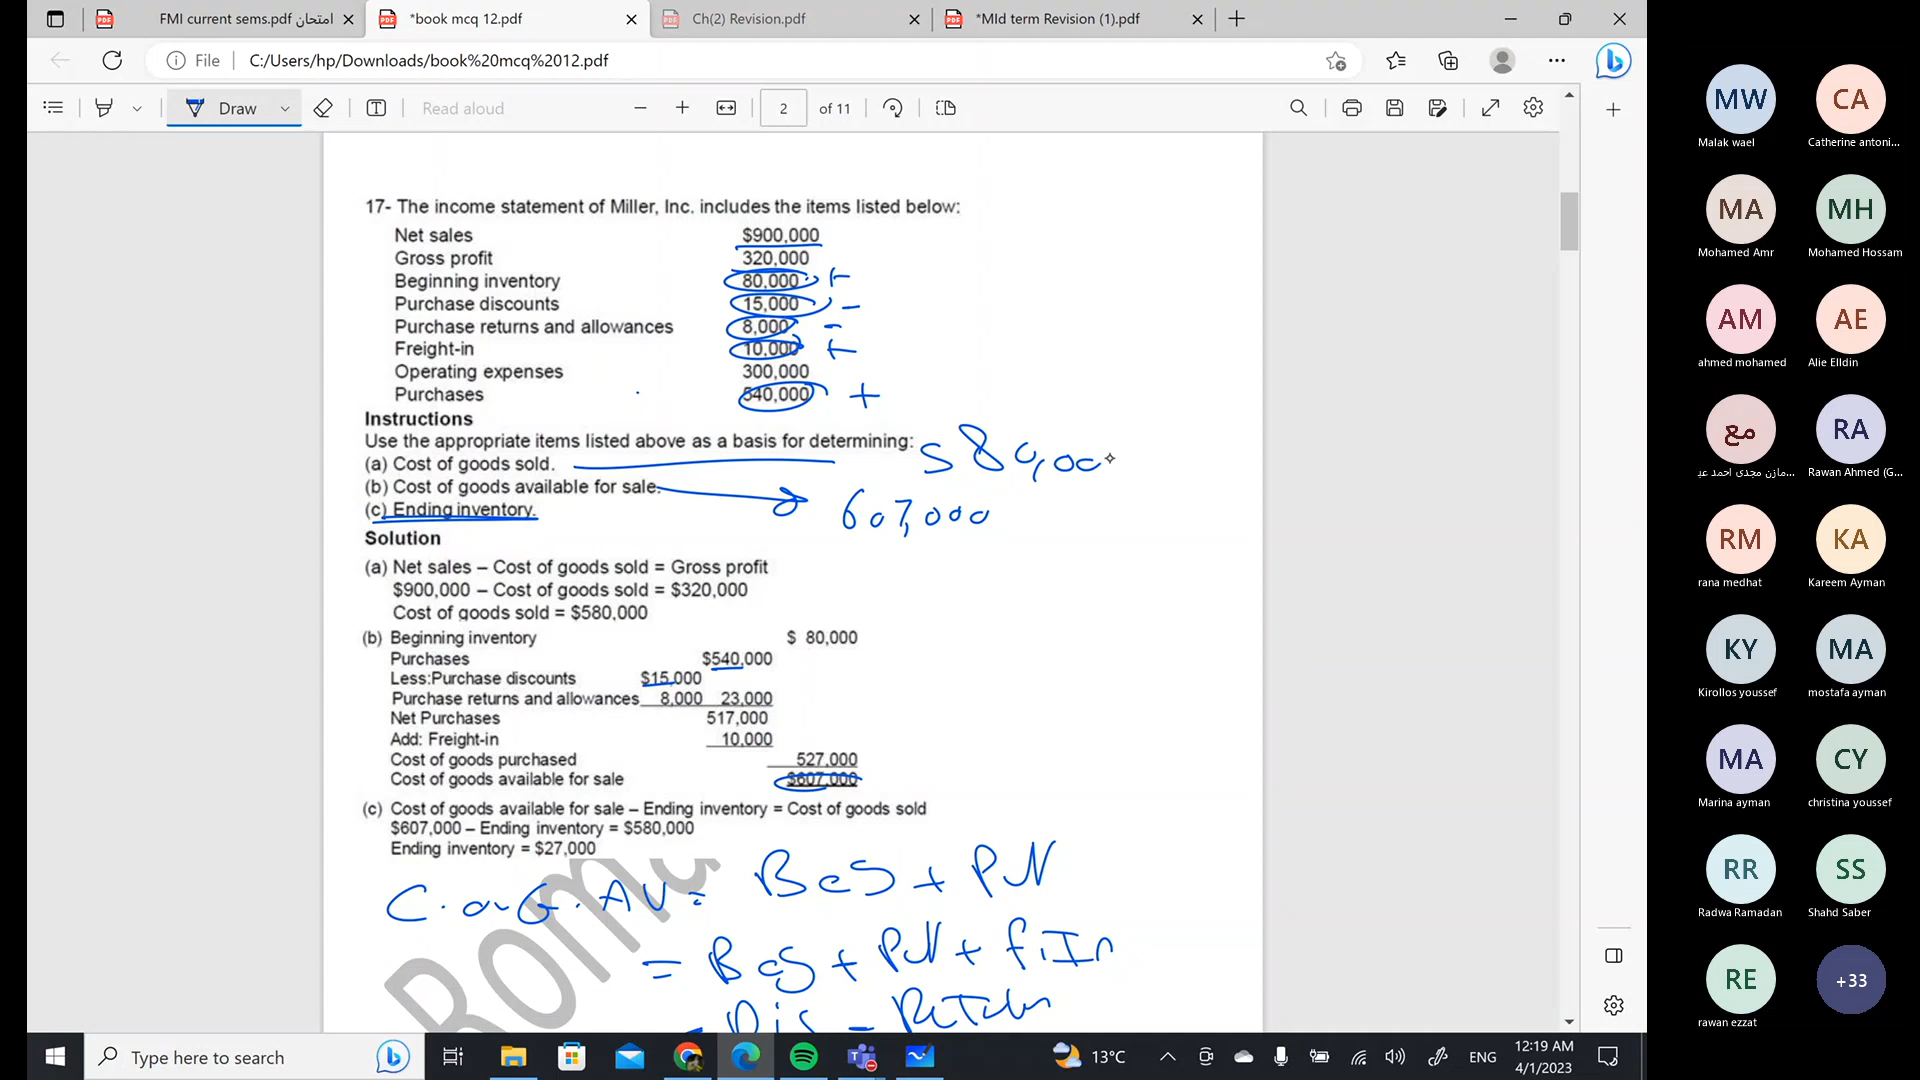 FMI current sems.pdf امتحان
*book mcq 12.pdf
Ch(2) Revision.pdf
*MId term Revision (1).pdf
File
C:/Users/hp/Downloads/book%20mcq%2012.pdf
Draw
Read aloud
2
of 11
17- The income statement of Miller, Inc. includes the items listed below:
Net sales $900,000
Gross profit 320,000
Beginning inventory 80,000 +
Purchase discounts 15,000 -
Purchase returns and allowances 8,000 -
Freight-in 10,000 +
Operating expenses 300,000
Purchases 540,000 +
Instructions
Use the appropriate items listed above as a basis for determining:
(a) Cost of goods sold. 580,000
(b) Cost of goods available for sale. 607,000
(c) Ending inventory.
Solution
(a) Net sales – Cost of goods sold = Gross profit
$900,000 – Cost of goods sold = $320,000
Cost of goods sold = $580,000
(b) Beginning inventory $ 80,000
Purchases $540,000
Less:Purchase discounts $15,000
Purchase returns and allowances 8,000 23,000
Net Purchases 517,000
Add: Freight-in 10,000
Cost of goods purchased 527,000
Cost of goods available for sale $607,000
(c) Cost of goods available for sale – Ending inventory = Cost of goods sold
$607,000 – Ending inventory = $580,000
Ending inventory = $27,000
Roma
= +
= + +
- Dis -
MW
Malak wael
CA
Catherine antoni...
MA
Mohamed Amr
MH
Mohamed Hossam
AM
ahmed mohamed
AE
Alie Elldin
مع
مازن مجدى احمد عبد...
RA
Rawan Ahmed (G...
RM
rana medhat
KA
Kareem Ayman
KY
Kirollos youssef
MA
mostafa ayman
MA
Marina ayman
CY
christina youssef
RR
Radwa Ramadan
SS
Shahd Saber
RE
rawan ezzat
+33
Type here to search
13°C
ENG
12:19 AM
4/1/2023